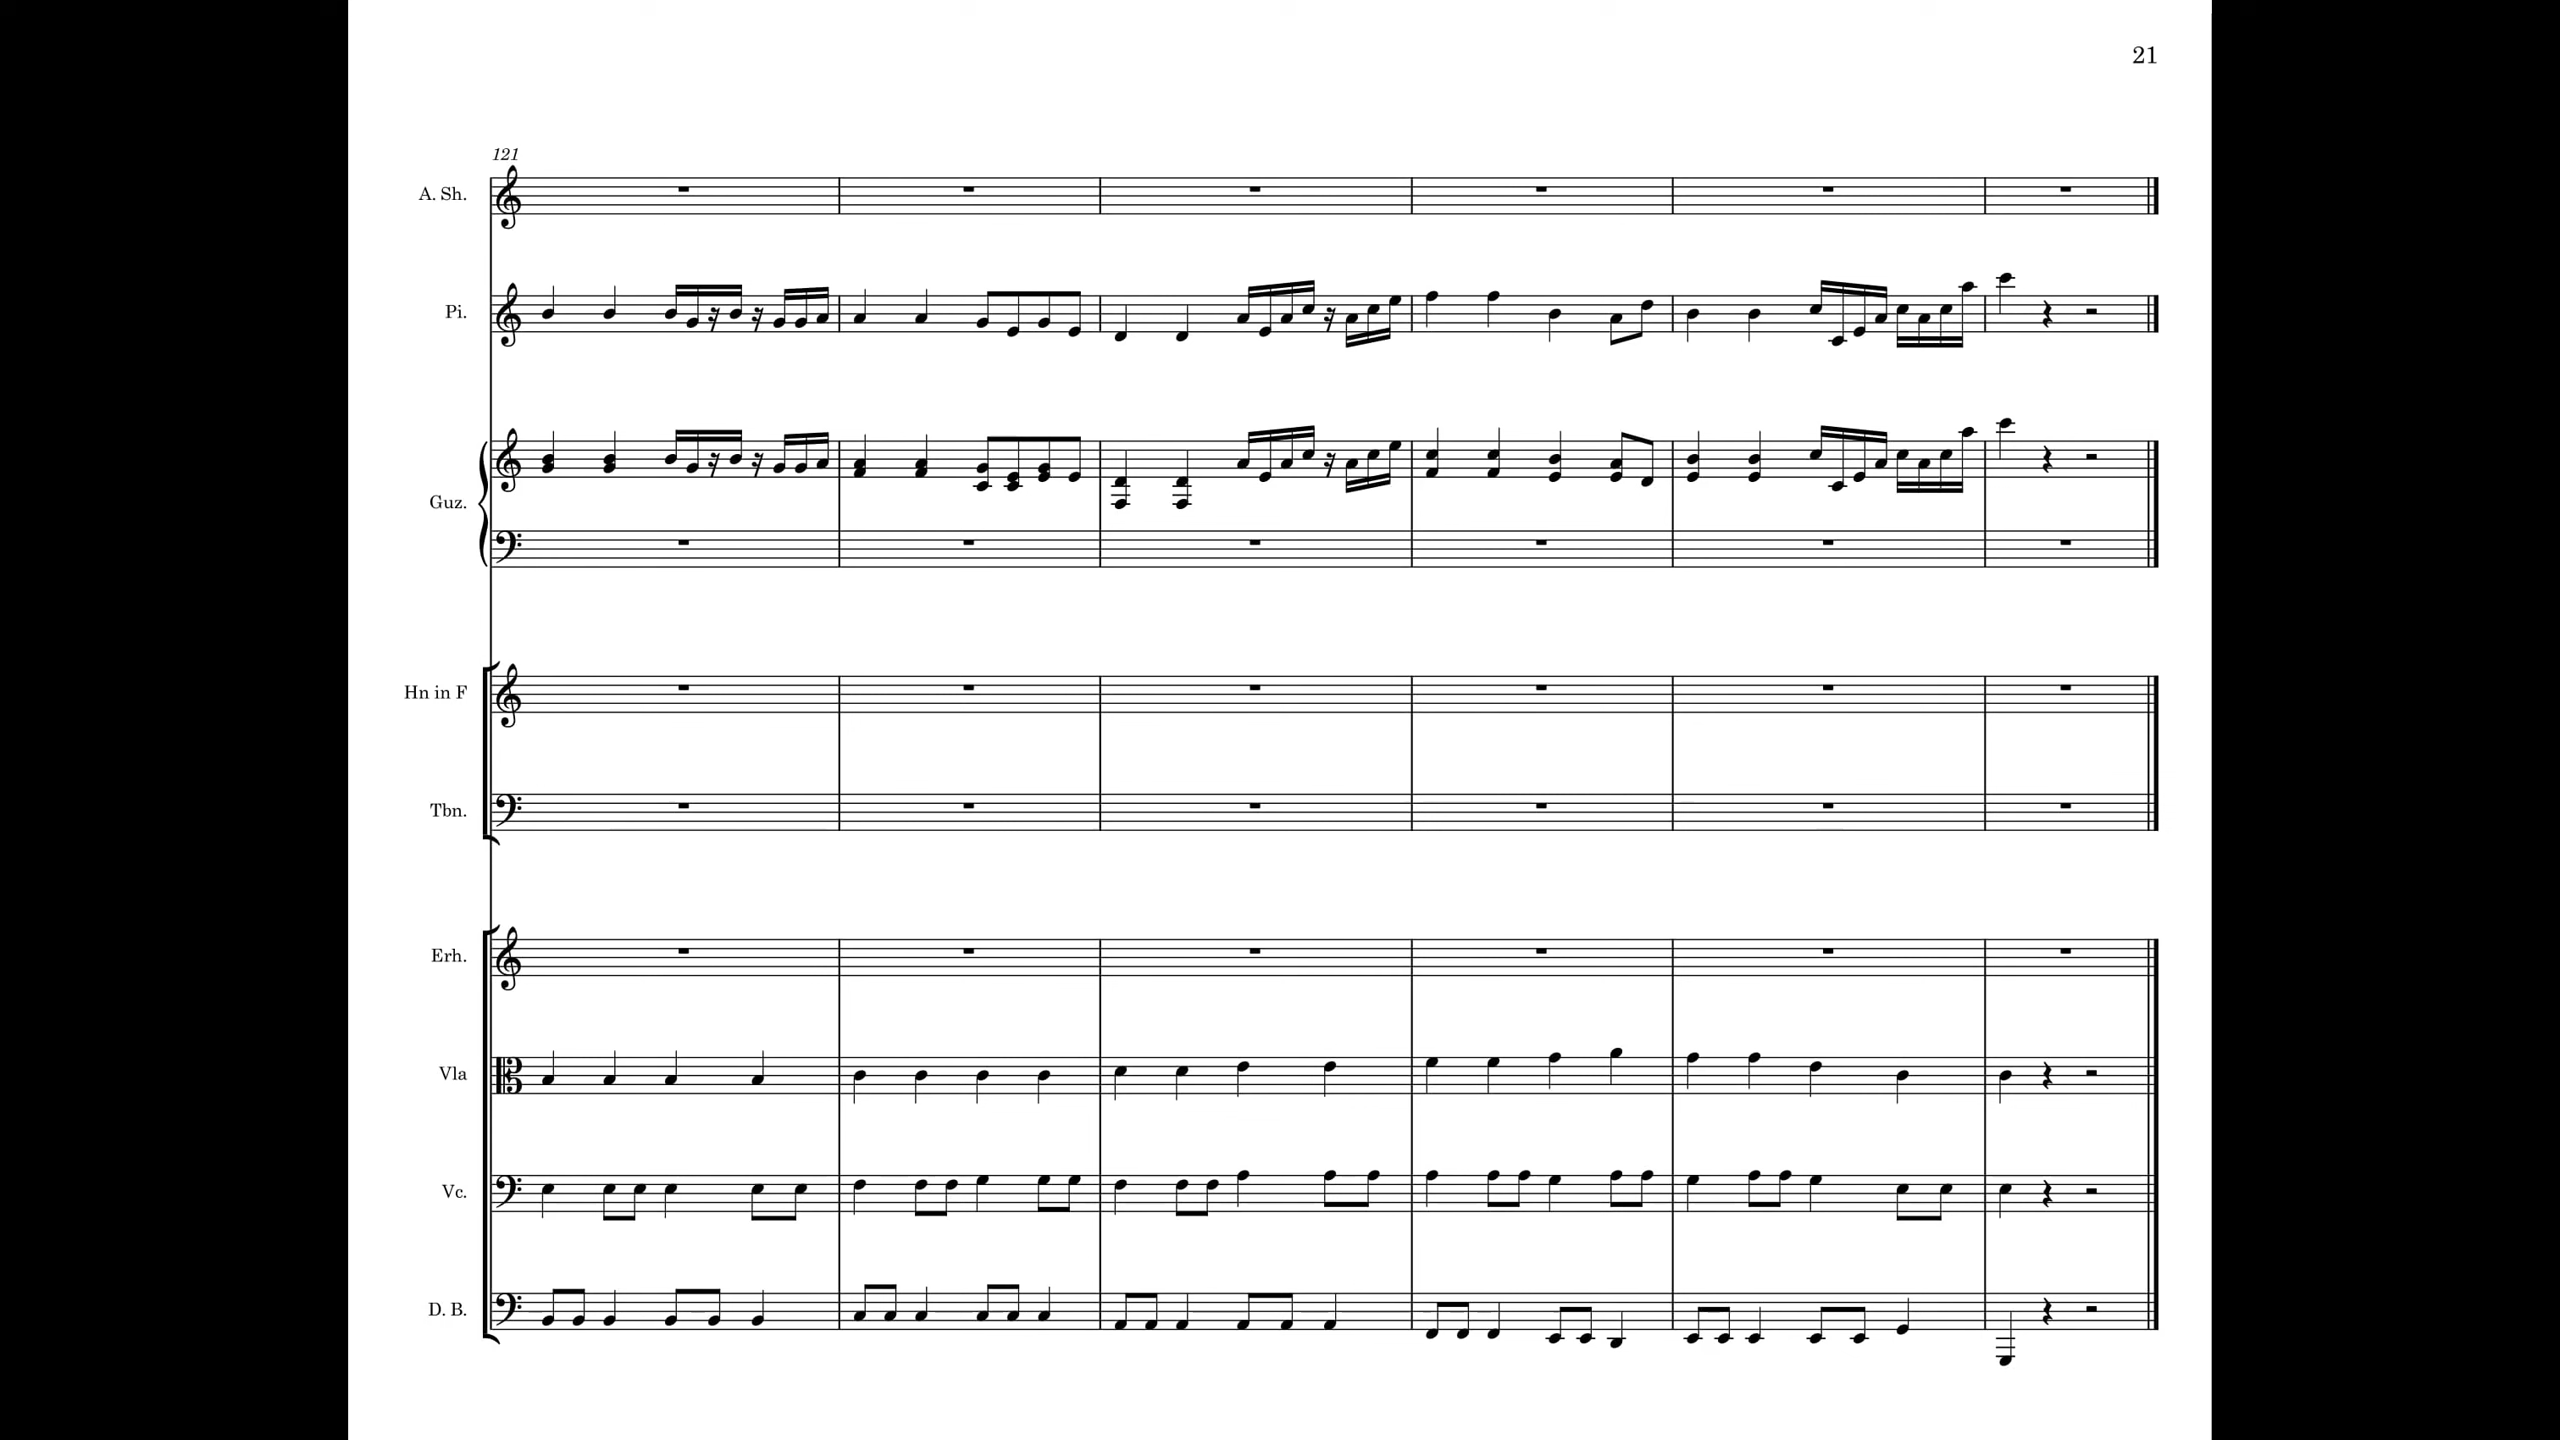 21
121
A. Sh.
Pi.
Guz.
Hn in F
Tbn.
Erh.
Vla
Vc.
D. B.